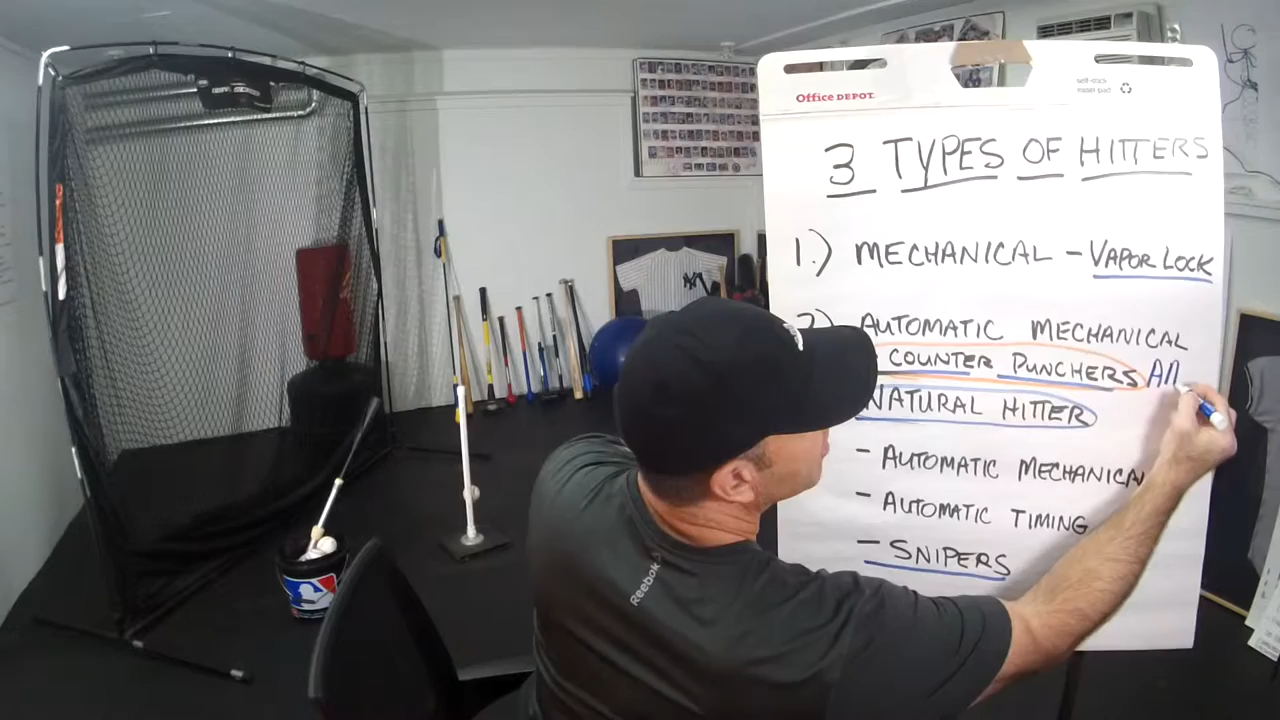 Office DEPOT
self-stick
easel pad
3 TYPES OF HITTERS
1.) MECHANICAL - VAPOR LOCK
2) AUTOMATIC MECHANICAL
COUNTER PUNCHERS AN
NATURAL HITTER
- AUTOMATIC MECHANICAL
- AUTOMATIC TIMING
- SNIPERS
Reebok